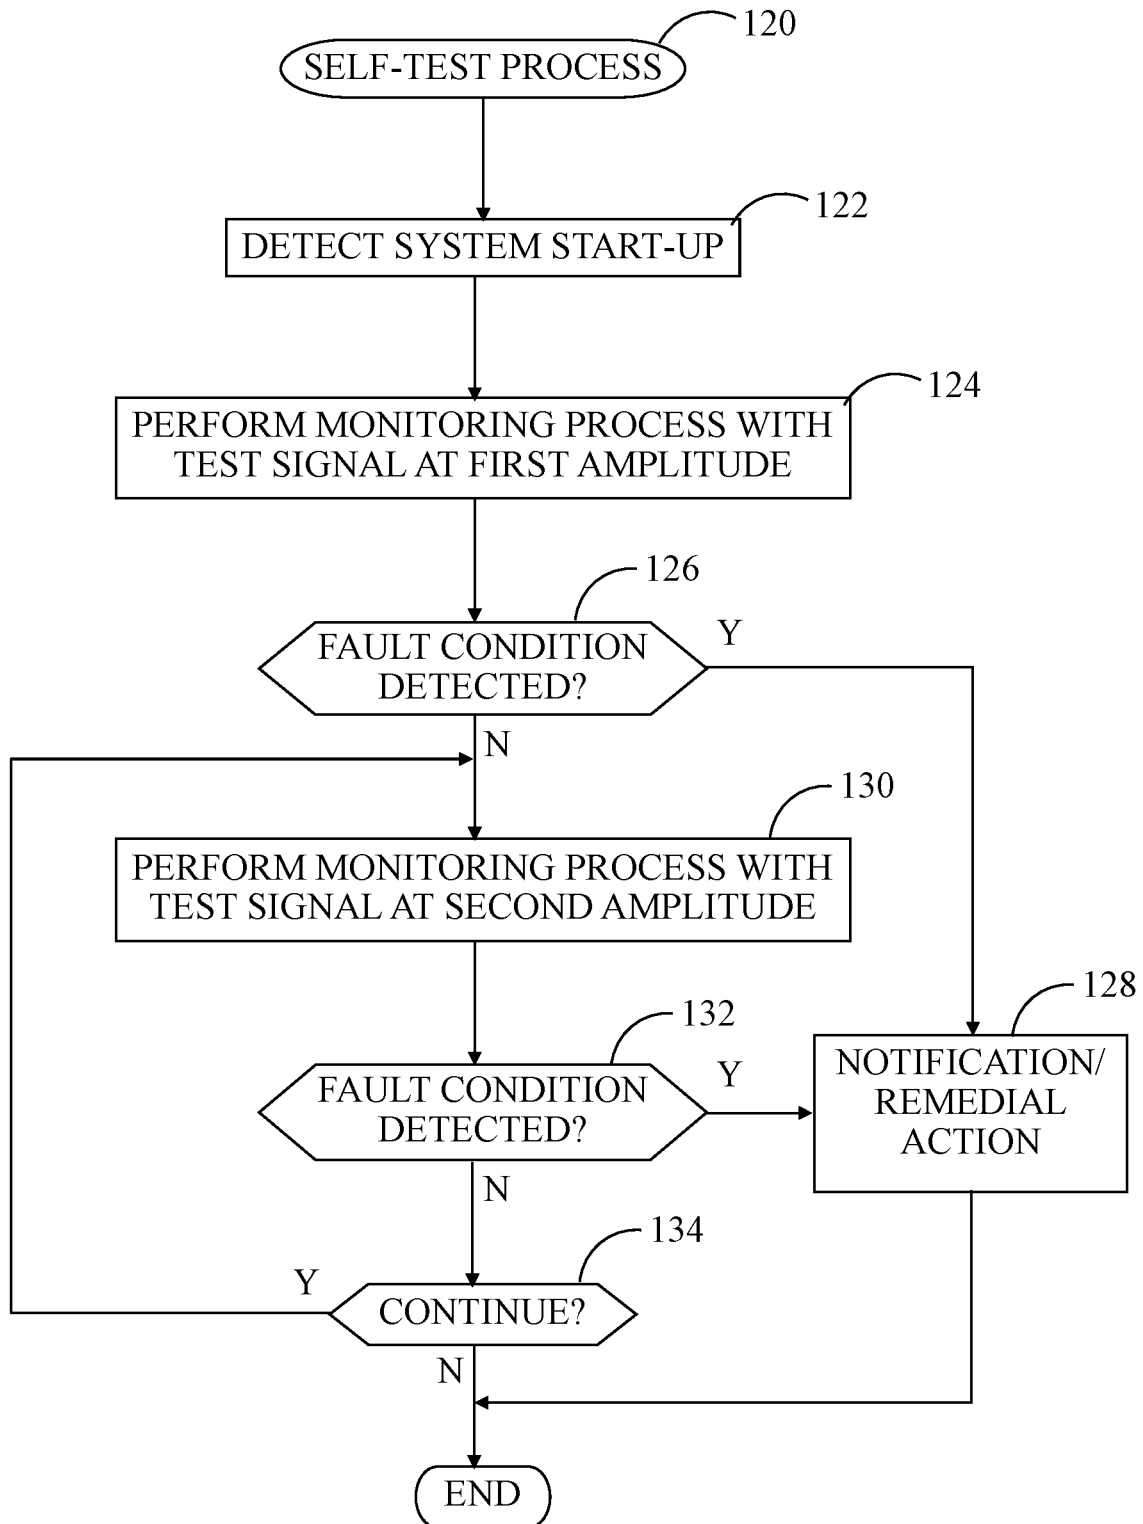 120
SELF-TEST PROCESS
122
DETECT SYSTEM START-UP
124
PERFORM MONITORING PROCESS WITH
TEST SIGNAL AT FIRST AMPLITUDE
126
FAULT CONDITION
DETECTED?
Y
N
130
PERFORM MONITORING PROCESS WITH
TEST SIGNAL AT SECOND AMPLITUDE
132
FAULT CONDITION
DETECTED?
Y
128
NOTIFICATION/
REMEDIAL
ACTION
N
134
Y
CONTINUE?
N
END